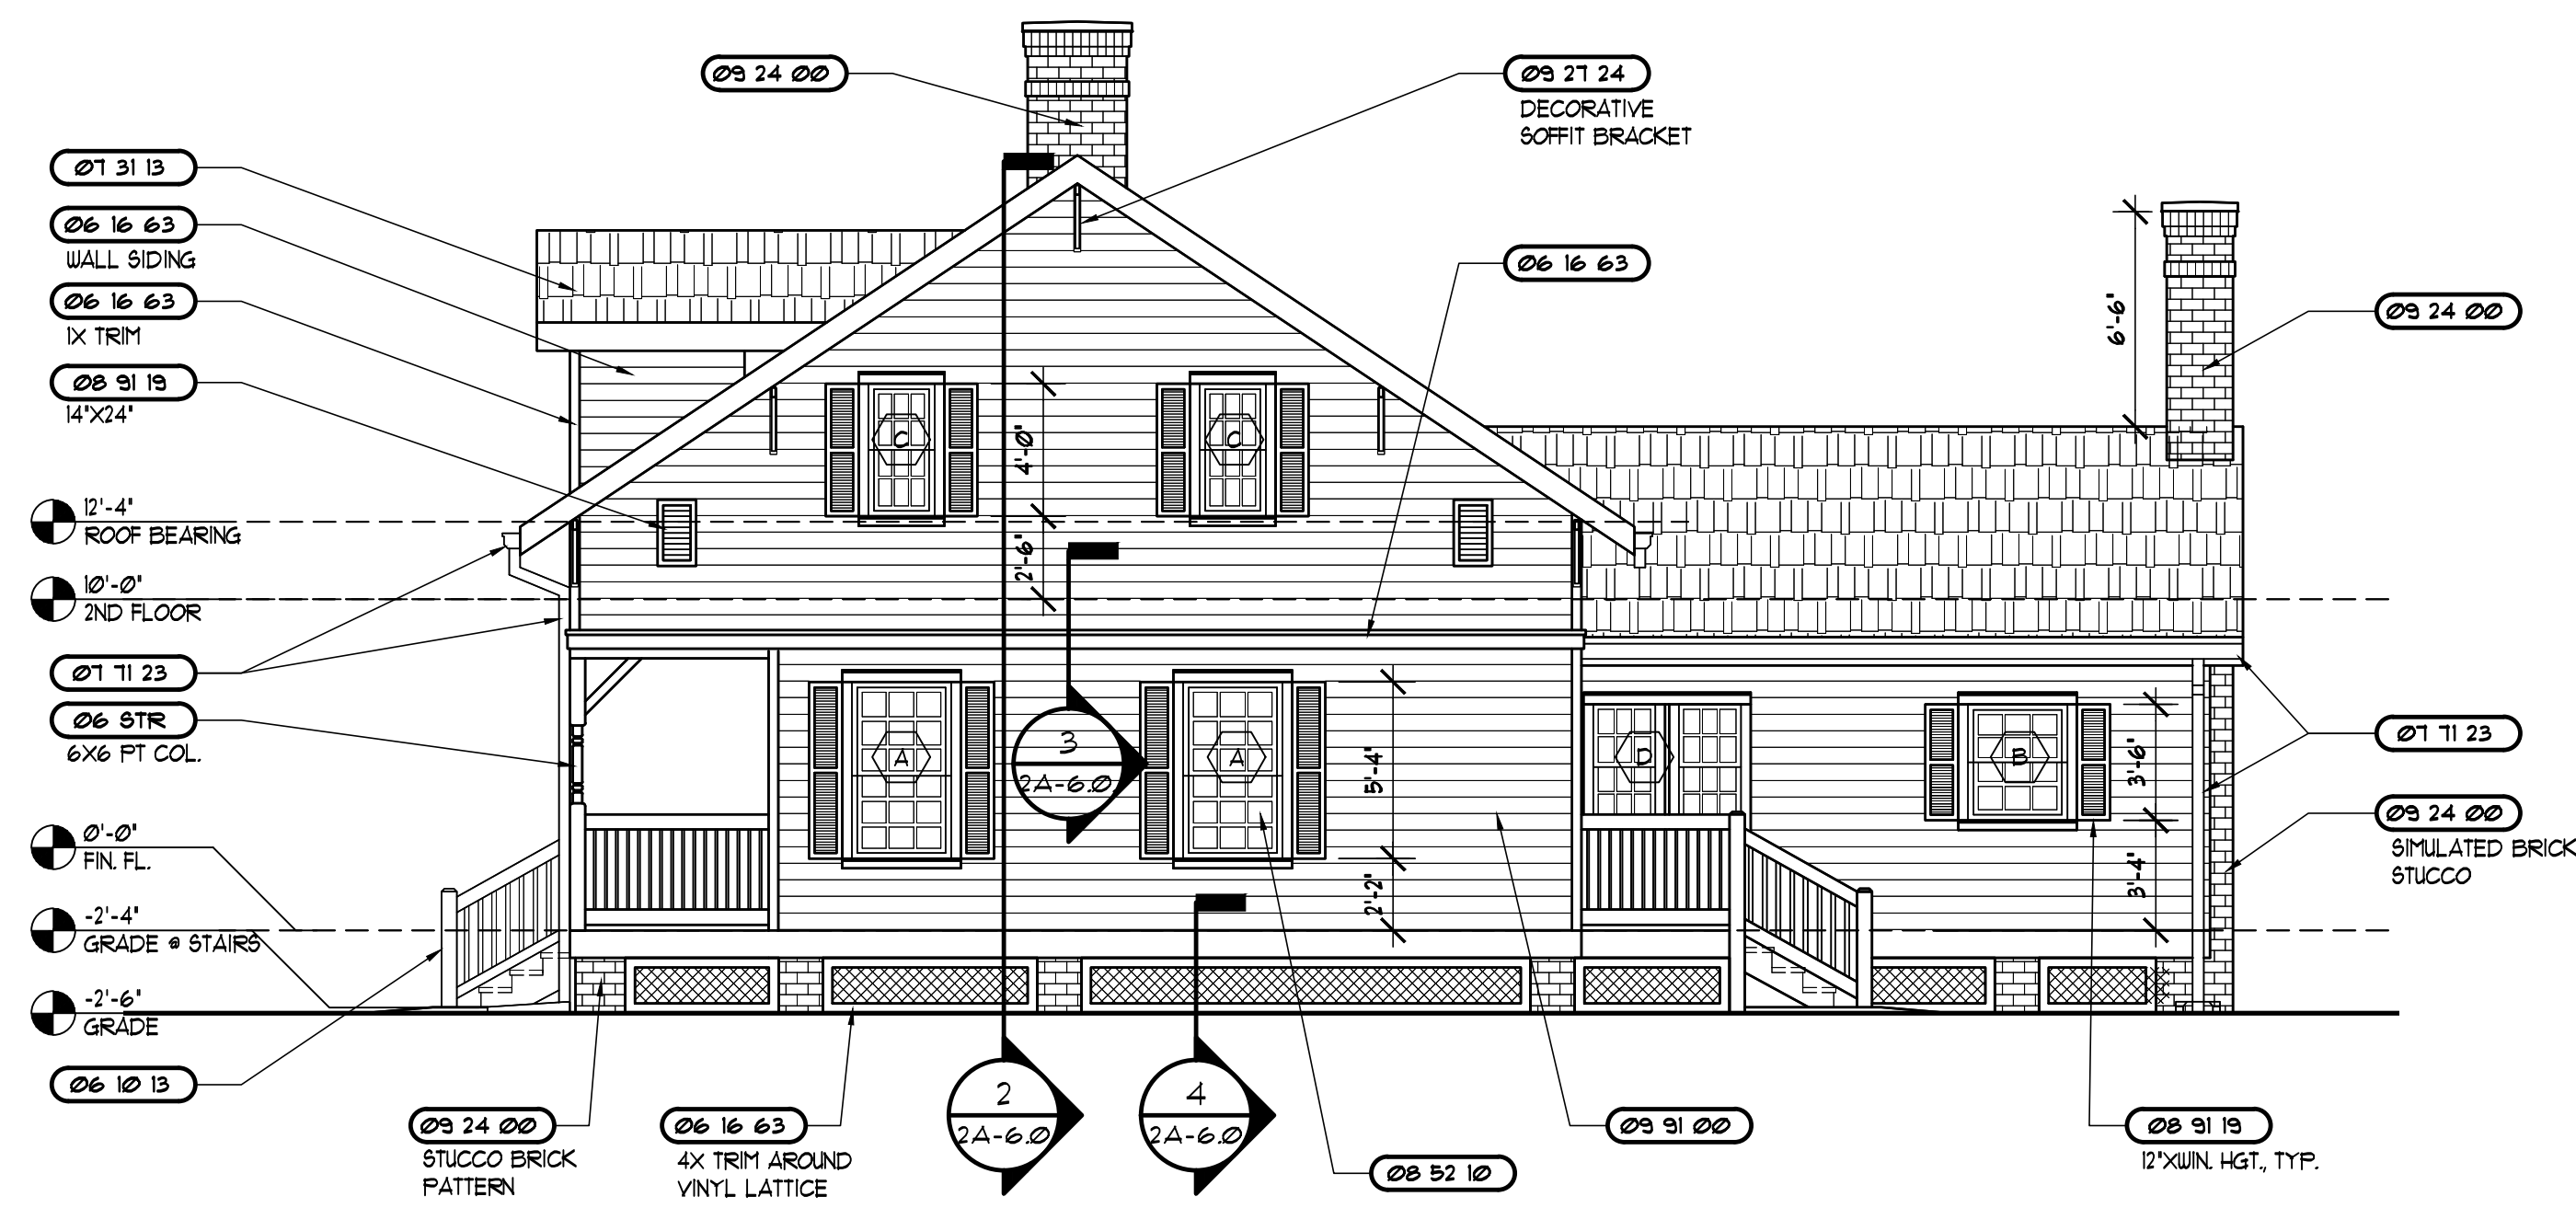 09 24 00
09 27 24
DECORATIVE
SOFFIT BRACKET
07 31 13
06 16 63
WALL SIDING
06 16 63
1X TRIM
08 91 19
14"X24"
06 16 63
6'-6"
09 24 00
C
C
4'-0"
12'-4"
ROOF BEARING
2'-6"
10'-0"
2ND FLOOR
07 71 23
06 STR
6X6 PT COL.
A
3
2A-6.0
A
5'-4"
D
B
3'-6"
07 71 23
09 24 00
SIMULATED BRICK
STUCCO
0'-0"
FIN. FL.
2'-2"
3'-4"
-2'-4"
GRADE @ STAIRS
-2'-6"
GRADE
06 10 13
09 24 00
STUCCO BRICK
PATTERN
06 16 63
4X TRIM AROUND
VINYL LATTICE
2
2A-6.0
4
2A-6.0
08 52 10
09 91 00
08 91 19
12"XWIN. HGT., TYP.